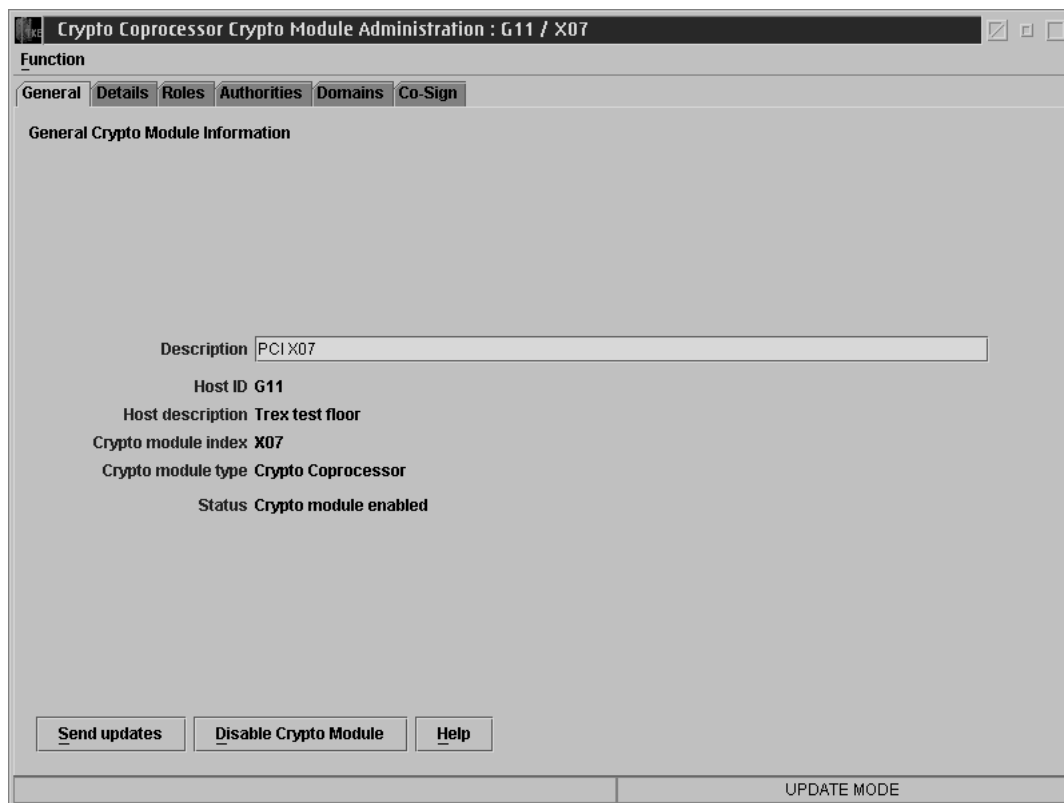 Crypto Coprocessor Crypto Module Administration : G11 / X07
Function
General Details Roles Authorities Domains Co-Sign
General Crypto Module Information
Description PCI X07
Host ID G11
Host description Trex test floor
Crypto module index X07
Crypto module type Crypto Coprocessor
Status Crypto module enabled
Send updates Disable Crypto Module Help
UPDATE MODE